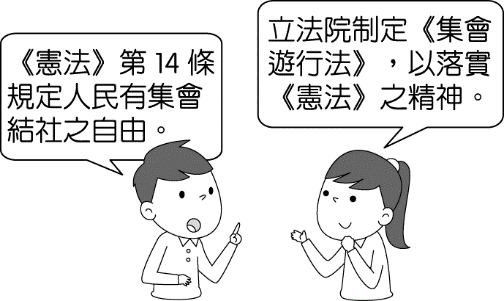 《憲法》第 14 條
規定人民有集會
結社之自由。
立法院制定《集會
遊行法》，以落實
《憲法》之精神。